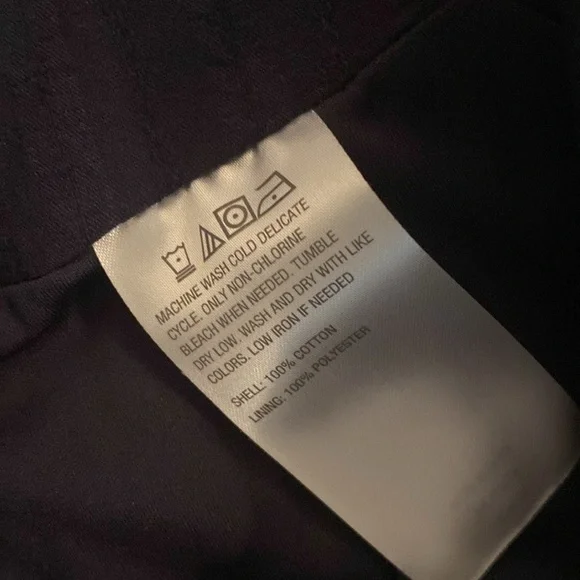 MACHINE WASH COLD DELICATE
CYCLE. ONLY NON-CHLORINE
BLEACH WHEN NEEDED. TUMBLE
DRY LOW. WASH AND DRY WITH LIKE
COLORS. LOW IRON IF NEEDED
SHELL: 100% COTTON
LINING: 100% POLYESTER